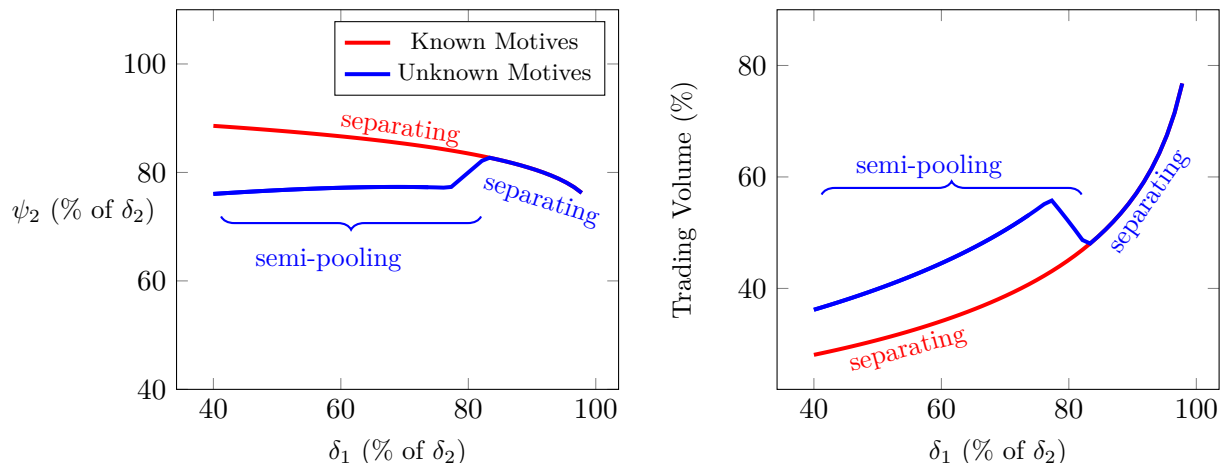 Known Motives
Unknown Motives
100
80
60
40
ψ₂ (% of δ₂)
separating
separating
semi-pooling
40
60
80
100
δ₁ (% of δ₂)
80
60
40
Trading Volume (%)
semi-pooling
separating
separating
40
60
80
100
δ₁ (% of δ₂)